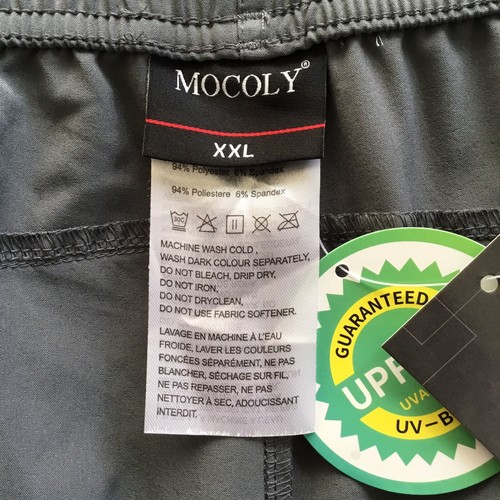 MOCOLY®
XXL
94% Polyester 6% Spandex
94% Poliestere 6% Spandex
30C
MACHINE WASH COLD ,
WASH DARK COLOUR SEPARATELY,
DO NOT BLEACH, DRIP DRY,
DO NOT IRON,
DO NOT DRYCLEAN,
DO NOT USE FABRIC SOFTENER.
LAVAGE EN MACHINE À L'EAU
FROIDE, LAVER LES COULEURS
FONCÉES SÉPARÉMENT, NE PAS
BLANCHER, SÉCHAGE SUR FIL,
NE PAS REPASSER, NE PAS
NETTOYER À SEC, ADOUCISSANT
INTERDIT.
GUARANTEED
UPF
UVA
UV-B